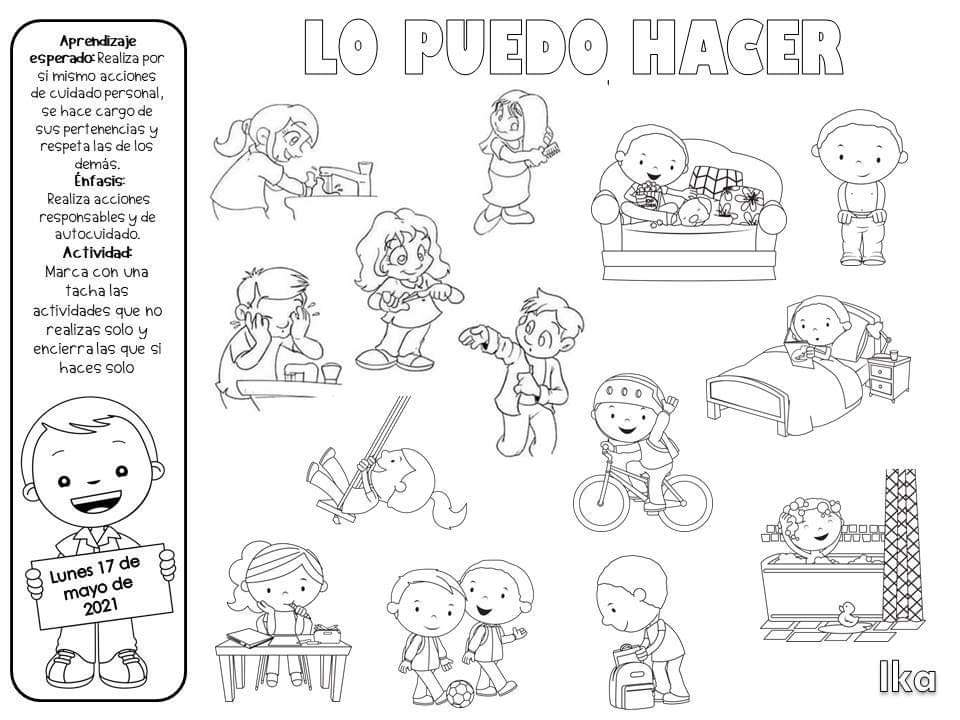 LO PUEDO HACER
Aprendizaje
esperado: Realiza por
si mismo acciones
de cuidado personal,
se hace cargo de
sus pertenencias y
respeta las de los
demás.
Énfasis:
Realiza acciones
responsables y de
autocuidado.
Actividad:
Marca con una
tacha las
actividades que no
realizas solo y
encierra las que si
haces solo
Lunes 17 de
mayo de
2021
Ika